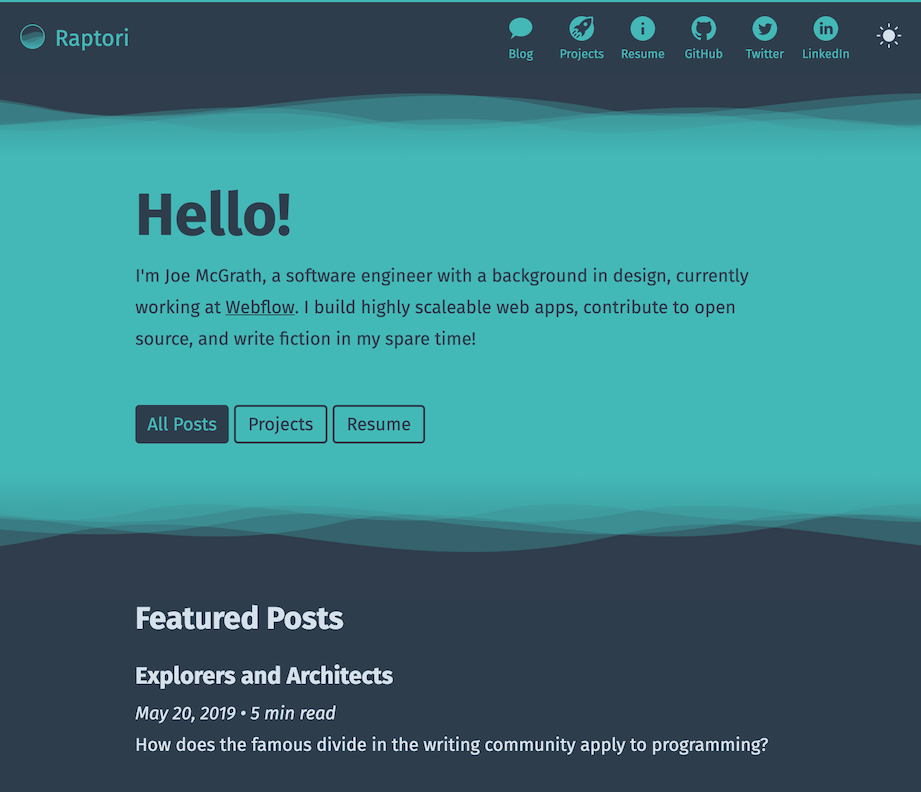 Raptori
Blog Projects Resume GitHub Twitter LinkedIn
Hello!
I'm Joe McGrath, a software engineer with a background in design, currently
working at Webflow. I build highly scaleable web apps, contribute to open
source, and write fiction in my spare time!
All Posts Projects Resume
Featured Posts
Explorers and Architects
May 20, 2019 • 5 min read
How does the famous divide in the writing community apply to programming?